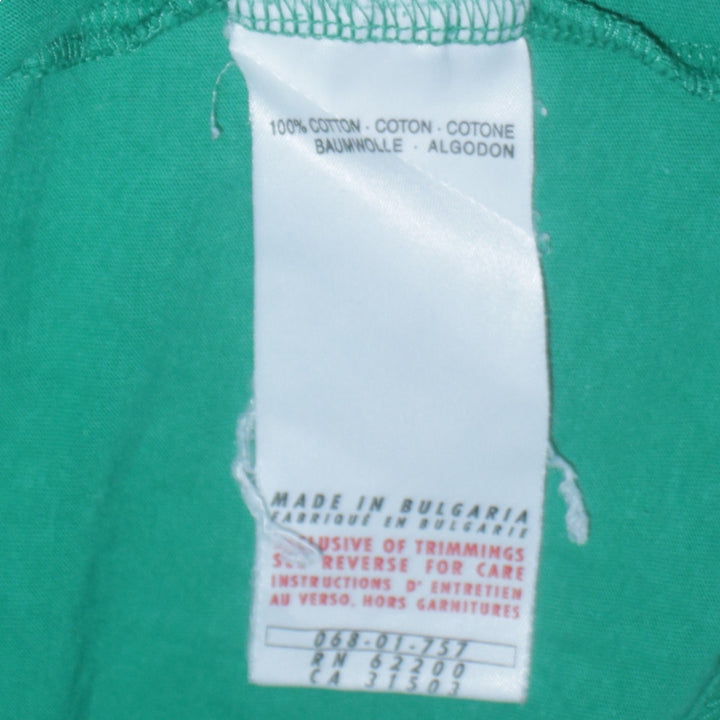 100% COTTON · COTON · COTONE
BAUMWOLLE · ALGODON
MADE IN BULGARIA
FABRIQUÉ EN BULGARIE
OF TRIMMINGS
REVERSE FOR CARE
INSTRUCTIONS D'ENTRETIEN
AU VERSO, HORS GARNITURES
068-01-757
RN 62200
CA 31503